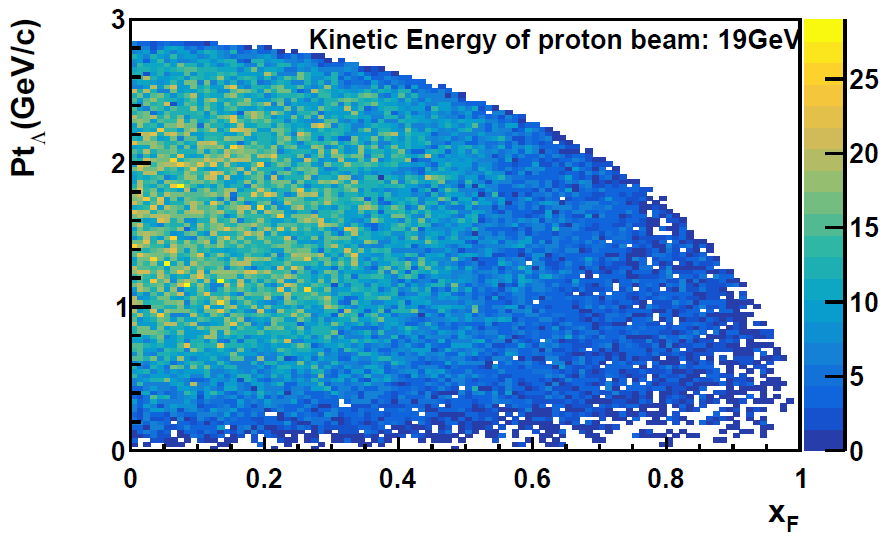 Kinetic Energy of proton beam: 19GeV
Pt_Λ (GeV/c)
3
2
1
0
0 0.2 0.4 0.6 0.8 1
x_F
25
20
15
10
5
0